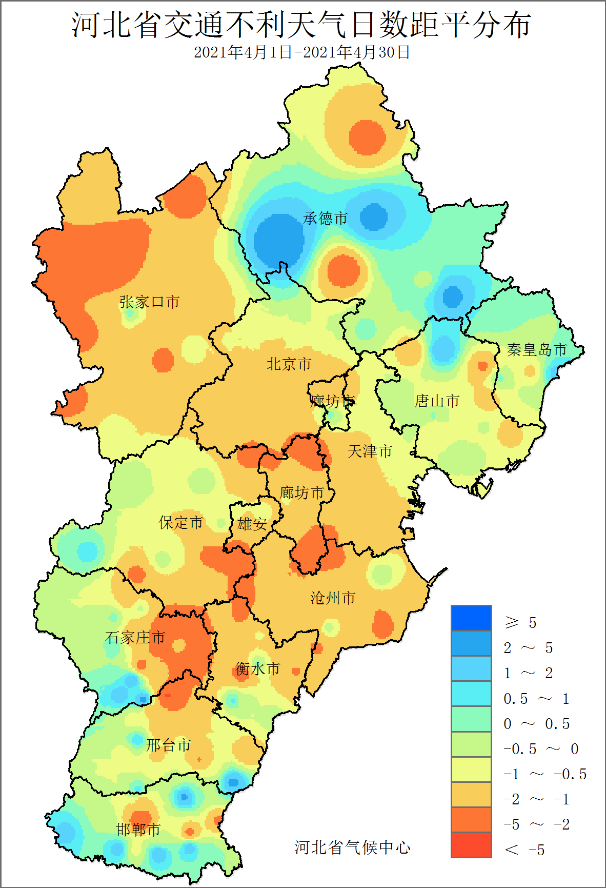 河北省交通不利天气日数距平分布
2021年4月1日-2021年4月30日
承德市
张家口市
秦皇岛市
北京市
廊坊市
唐山市
天津市
廊坊市
保定市
雄安
沧州市
石家庄市
衡水市
邢台市
邯郸市
≥ 5
2 ~ 5
1 ~ 2
0.5 ~ 1
0 ~ 0.5
-0.5 ~ 0
-1 ~ -0.5
2 ~ -1
-5 ~ -2
< -5
河北省气候中心